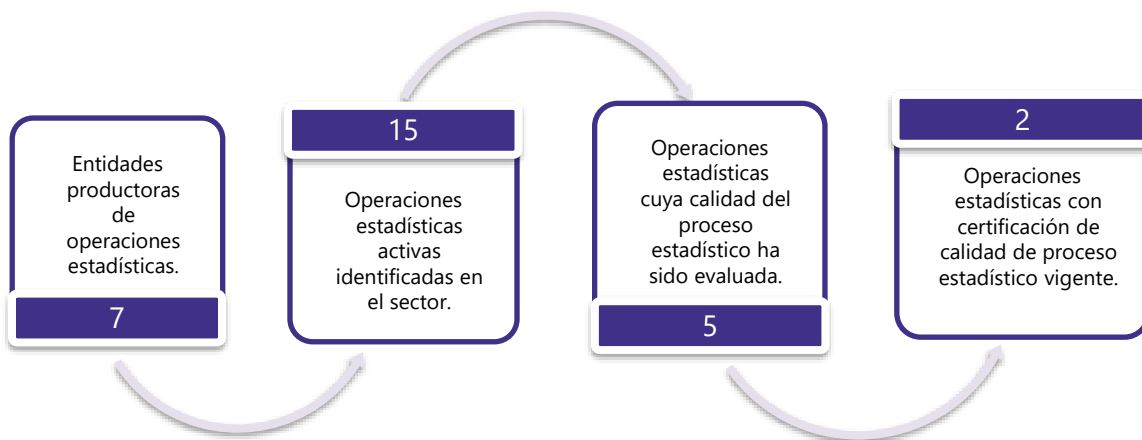 Entidades
productoras
de
operaciones
estadísticas.
7
15
Operaciones
estadísticas
activas
identificadas en
el sector.
Operaciones
estadísticas
cuya calidad del
proceso
estadístico ha
sido evaluada.
5
2
Operaciones
estadísticas con
certificación de
calidad de proceso
estadístico vigente.